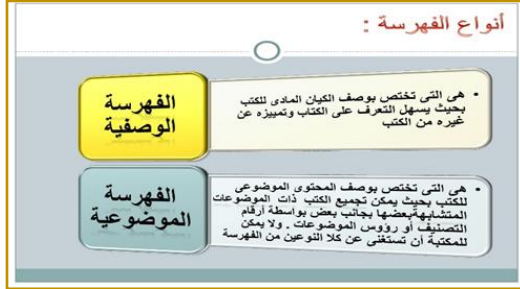 أنواع الفهرسة :
الفهرسة
الوصفية
• هى التى تختص بوصف الكيان المادى للكتب
بحيث يسهل التعرف على الكتاب وتمييزه عن
غيره من الكتب
الفهرسة
الموضوعية
• هى التى تختص بوصف المحتوى الموضوعى
للكتب بحيث يمكن تجميع الكتب ذات الموضوعات
المتشابهةبعضها بجانب بعض بواسطة أرقام
التصنيف أو رؤوس الموضوعات . ولا يمكن
للمكتبة أن تستغنى عن كلا النوعين من الفهرسة